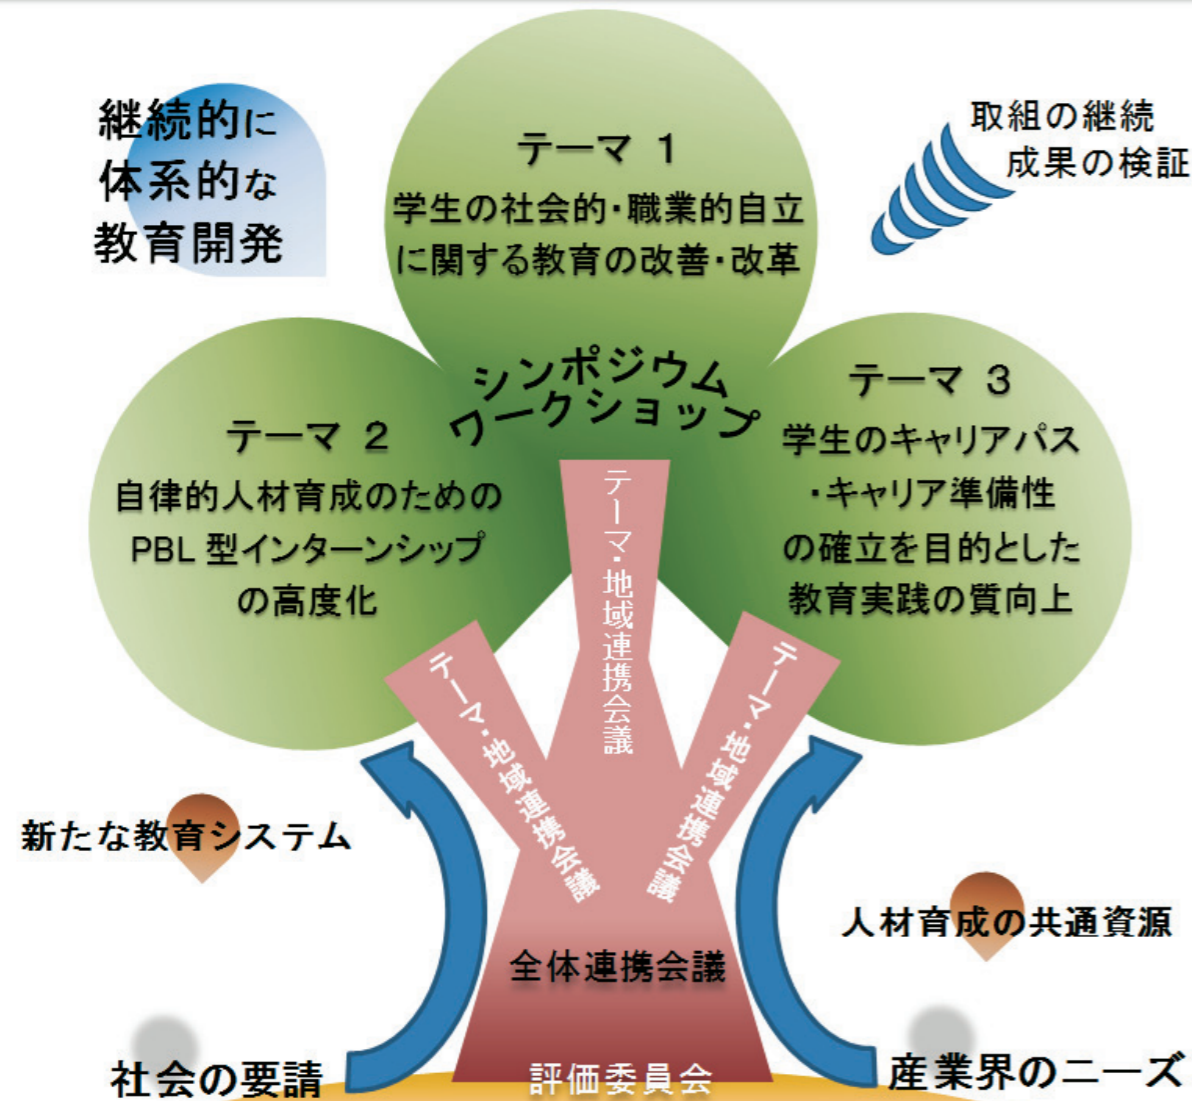 継続的に
体系的な
教育開発
取組の継続
成果の検証
テーマ 1
学生の社会的・職業的自立
に関する教育の改善・改革
シンポジウム
ワークショップ
テーマ 2
自律的人材育成のための
PBL 型インターンシップ
の高度化
テーマ 3
学生のキャリアパス
・キャリア準備性
の確立を目的とした
教育実践の質向上
テーマ・地域連携会議
テーマ・地域連携会議
テーマ・地域連携会議
新たな教育システム
人材育成の共通資源
全体連携会議
社会の要請
評価委員会
産業界のニーズ